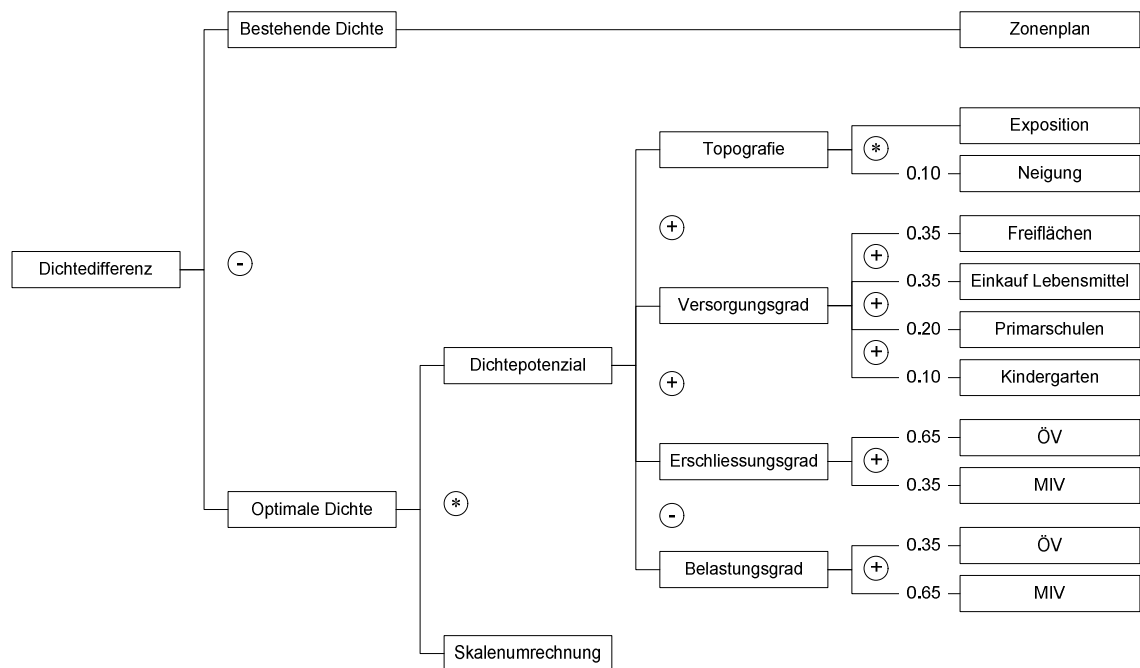 Bestehende Dichte
Zonenplan
Exposition
Topografie
*
0.10
Neigung
+
0.35
Freiflächen
+
Dichtedifferenz
-
0.35
Einkauf Lebensmittel
Versorgungsgrad
+
0.20
Primarschulen
+
Dichtepotenzial
+
0.10
Kindergarten
0.65
ÖV
Erschliessungsgrad
+
0.35
MIV
Optimale Dichte
*
-
0.35
ÖV
Belastungsgrad
+
0.65
MIV
Skalenumrechnung